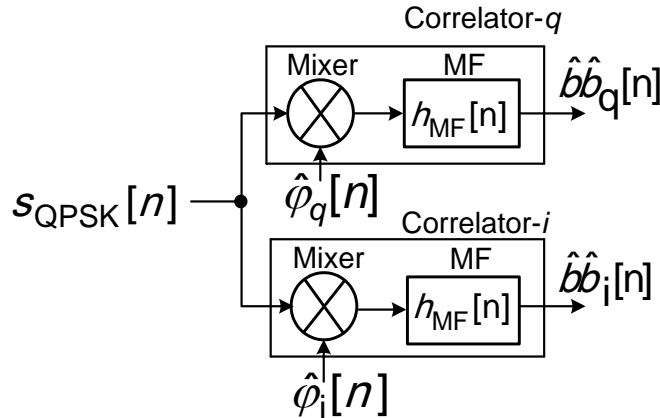 Correlator-q
Mixer
MF
h_MF[n]
b̂b̂_q[n]
φ̂_q[n]
s_QPSK[n]
Correlator-i
Mixer
MF
h_MF[n]
b̂b̂_i[n]
φ̂_i[n]